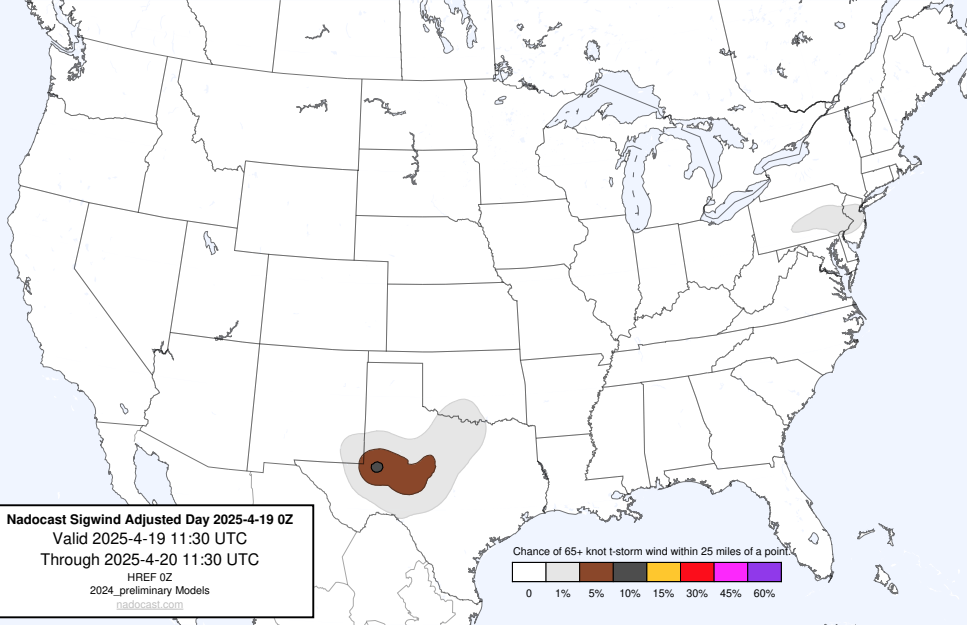 Nadocast Sigwind Adjusted Day 2025-4-19 0Z
Valid 2025-4-19 11:30 UTC
Through 2025-4-20 11:30 UTC
HREF 0Z
2024_preliminary Models
nadocast.com
Chance of 65+ knot t-storm wind within 25 miles of a point.
0 1% 5% 10% 15% 30% 45% 60%